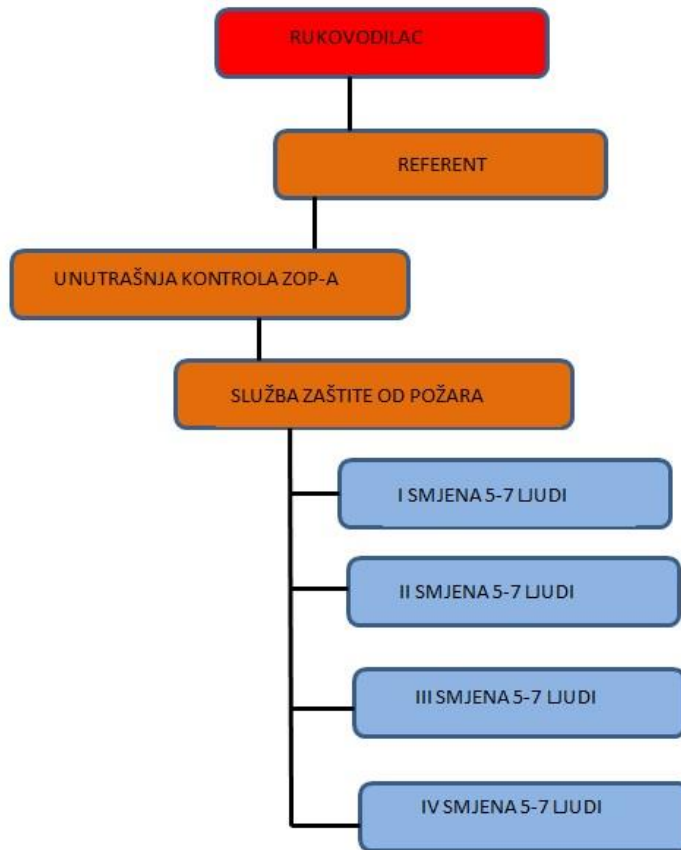 RUKOVODILAC
REFERENT
UNUTRAŠNJA KONTROLA ZOP-A
SLUŽBA ZAŠTITE OD POŽARA
I SMJENA 5-7 LJUDI
II SMJENA 5-7 LJUDI
III SMJENA 5-7 LJUDI
IV SMJENA 5-7 LJUDI